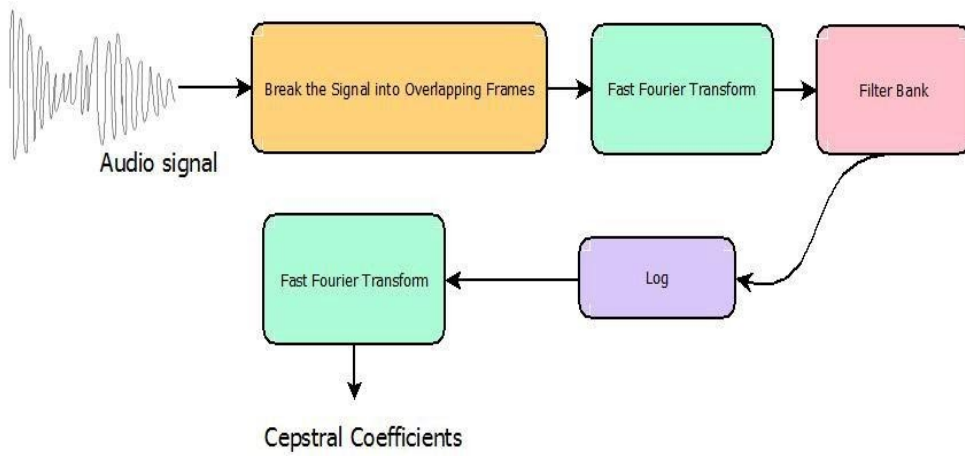 Audio signal
Break the Signal into Overlapping Frames
Fast Fourier Transform
Filter Bank
Log
Fast Fourier Transform
Cepstral Coefficients